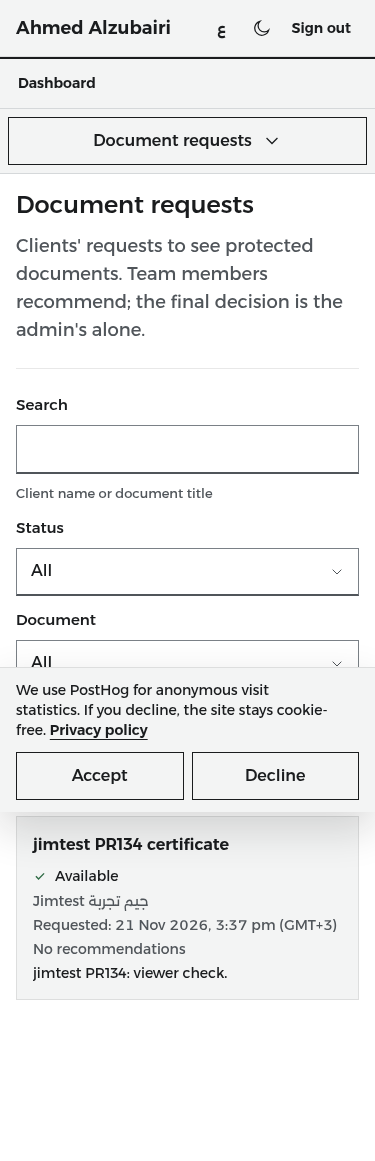 Ahmed Alzubairi
ع
Sign out
Dashboard
Document requests
Document requests
Clients' requests to see protected
documents. Team members
recommend; the final decision is the
admin's alone.
Search
Client name or document title
Status
All
Document
All
We use PostHog for anonymous visit
statistics. If you decline, the site stays cookie-
free. Privacy policy
Accept
Decline
jimtest PR134 certificate
Available
Jimtest جيم تجربة
Requested: 21 Nov 2026, 3:37 pm (GMT+3)
No recommendations
jimtest PR134: viewer check.